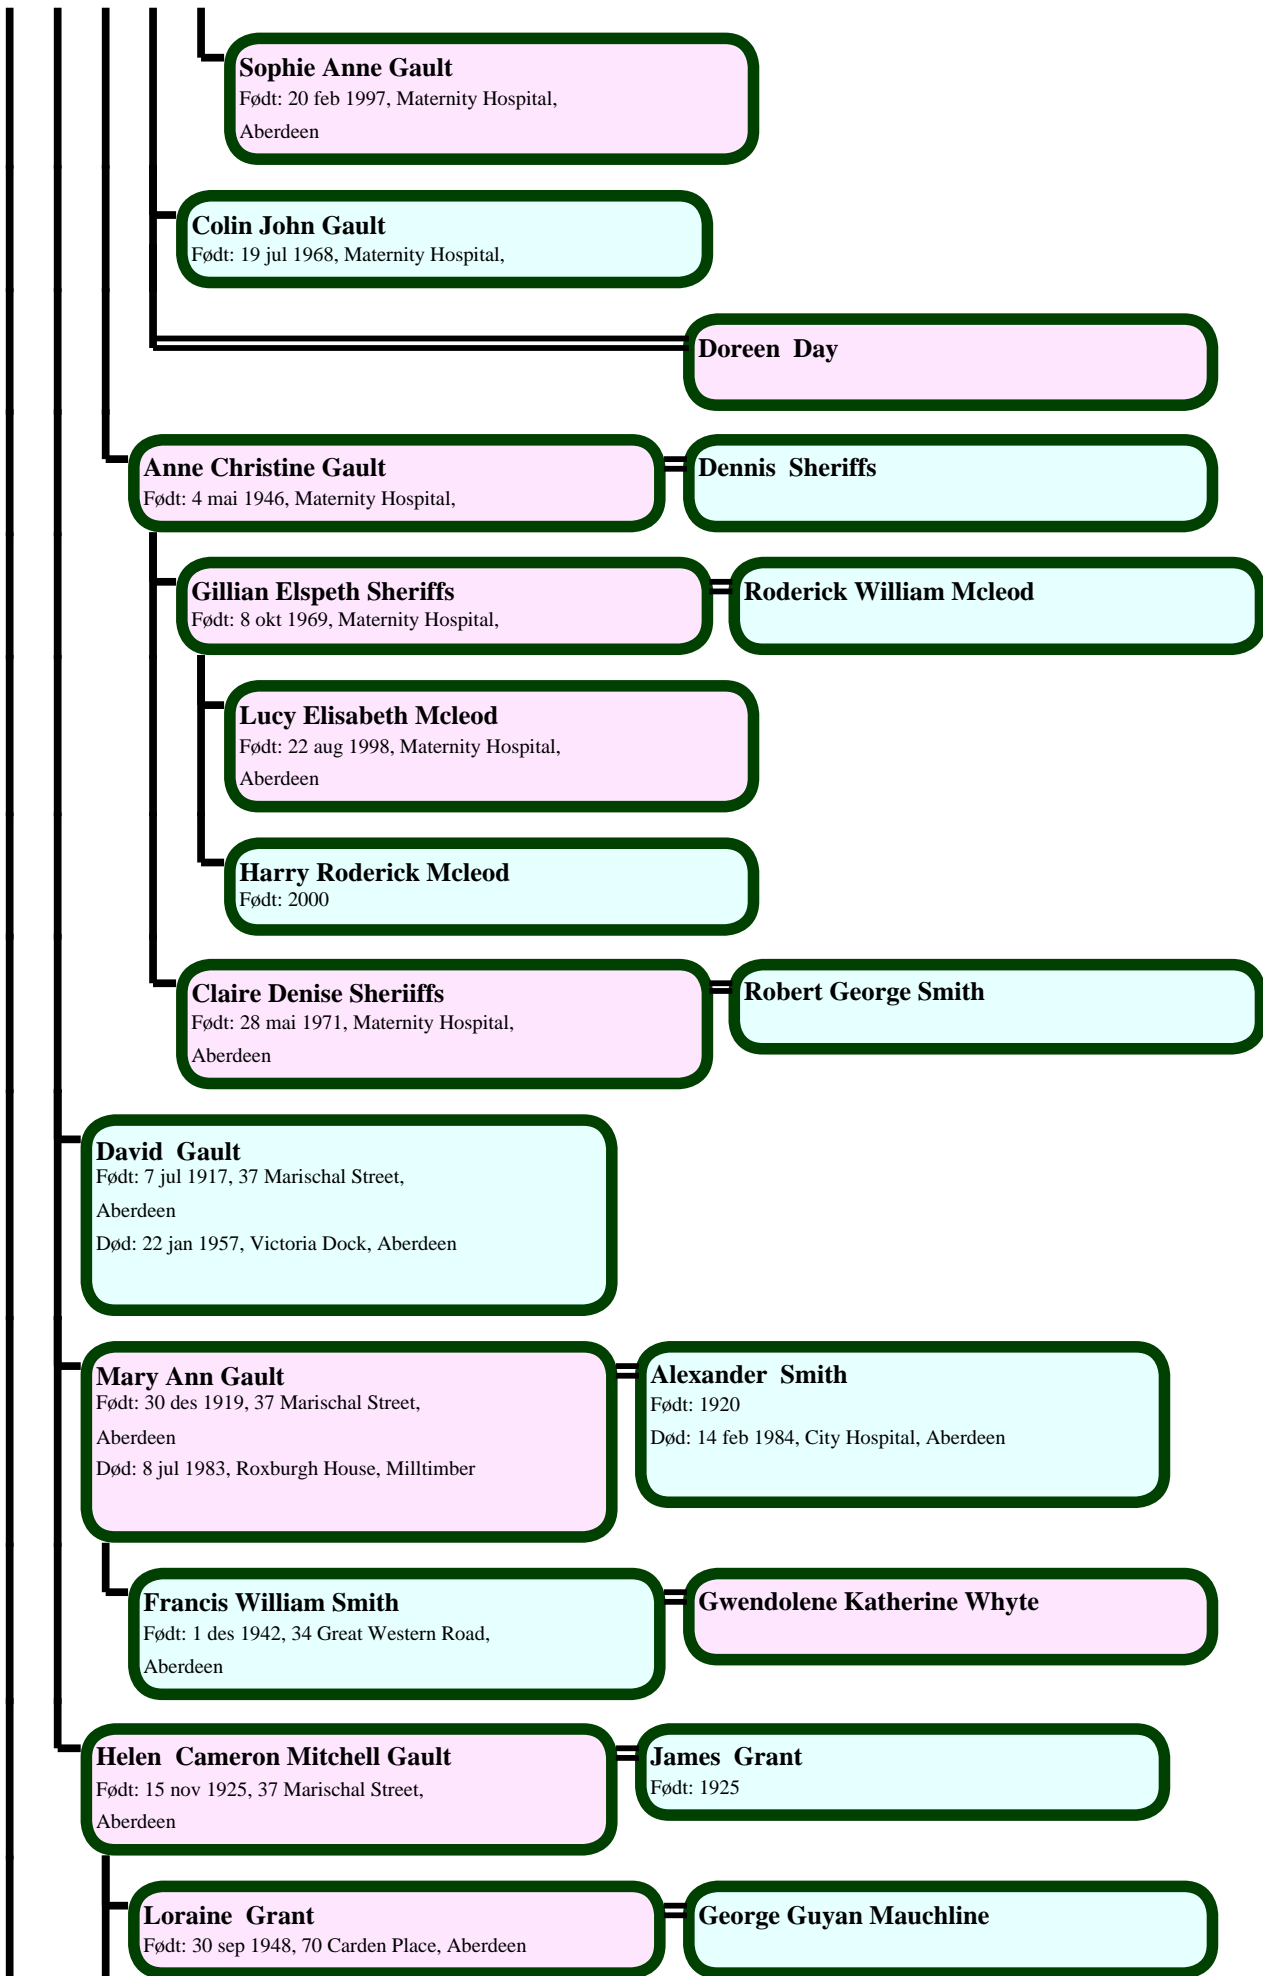 Sophie Anne Gault
Født: 20 feb 1997, Maternity Hospital,
Aberdeen
Colin John Gault
Født: 19 jul 1968, Maternity Hospital,
Doreen Day
Anne Christine Gault
Født: 4 mai 1946, Maternity Hospital,
Dennis Sheriffs
Gillian Elspeth Sheriffs
Født: 8 okt 1969, Maternity Hospital,
Roderick William Mcleod
Lucy Elisabeth Mcleod
Født: 22 aug 1998, Maternity Hospital,
Aberdeen
Harry Roderick Mcleod
Født: 2000
Claire Denise Sheriiffs
Født: 28 mai 1971, Maternity Hospital,
Aberdeen
Robert George Smith
David Gault
Født: 7 jul 1917, 37 Marischal Street,
Aberdeen
Død: 22 jan 1957, Victoria Dock, Aberdeen
Mary Ann Gault
Født: 30 des 1919, 37 Marischal Street,
Aberdeen
Død: 8 jul 1983, Roxburgh House, Milltimber
Alexander Smith
Født: 1920
Død: 14 feb 1984, City Hospital, Aberdeen
Francis William Smith
Født: 1 des 1942, 34 Great Western Road,
Aberdeen
Gwendolene Katherine Whyte
Helen Cameron Mitchell Gault
Født: 15 nov 1925, 37 Marischal Street,
Aberdeen
James Grant
Født: 1925
Loraine Grant
Født: 30 sep 1948, 70 Carden Place, Aberdeen
George Guyan Mauchline